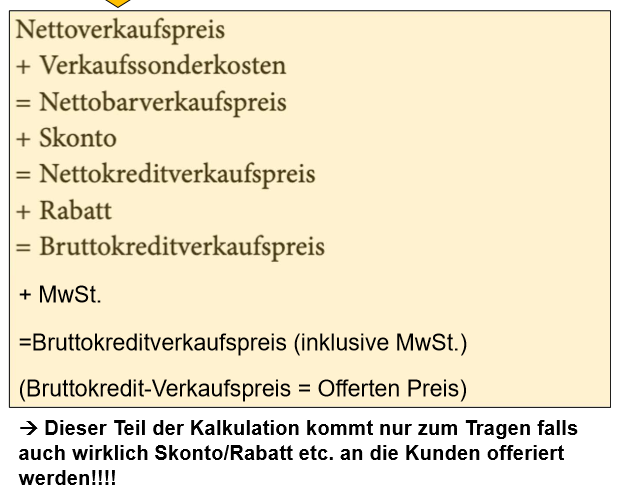 Nettoverkaufspreis
+ Verkaufssonderkosten
= Nettobarverkaufspreis
+ Skonto
= Nettokreditverkaufspreis
+ Rabatt
= Bruttokreditverkaufspreis
+ MwSt.
=Bruttokreditverkaufspreis (inklusive MwSt.)
(Bruttokredit-Verkaufspreis = Offerten Preis)
→ Dieser Teil der Kalkulation kommt nur zum Tragen falls
auch wirklich Skonto/Rabatt etc. an die Kunden offeriert
werden!!!!